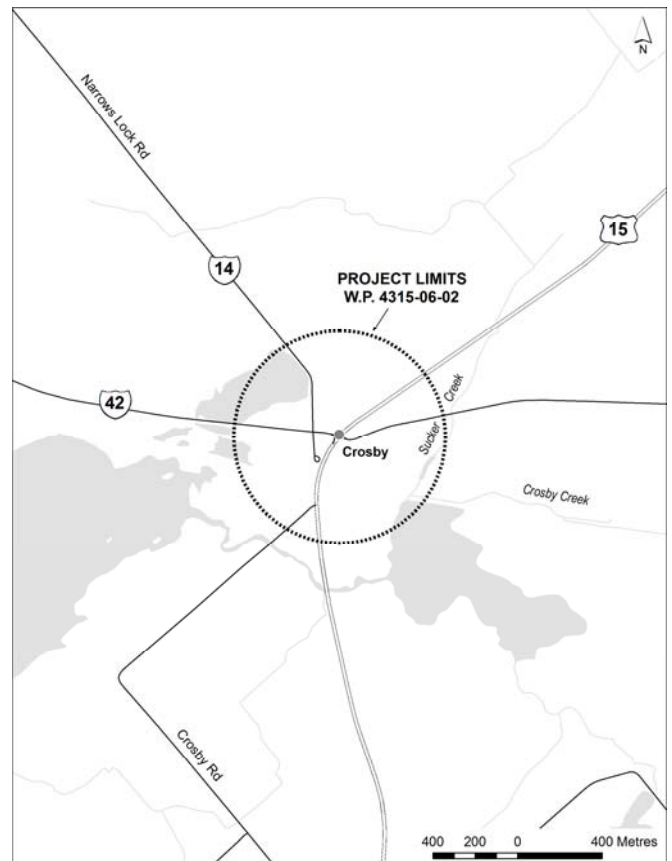 N
Narrows Lock Rd
15
14
PROJECT LIMITS
W.P. 4315-06-02
42
Crosby
Sucker Creek
Crosby Creek
Crosby Rd
400 200 0 400 Metres